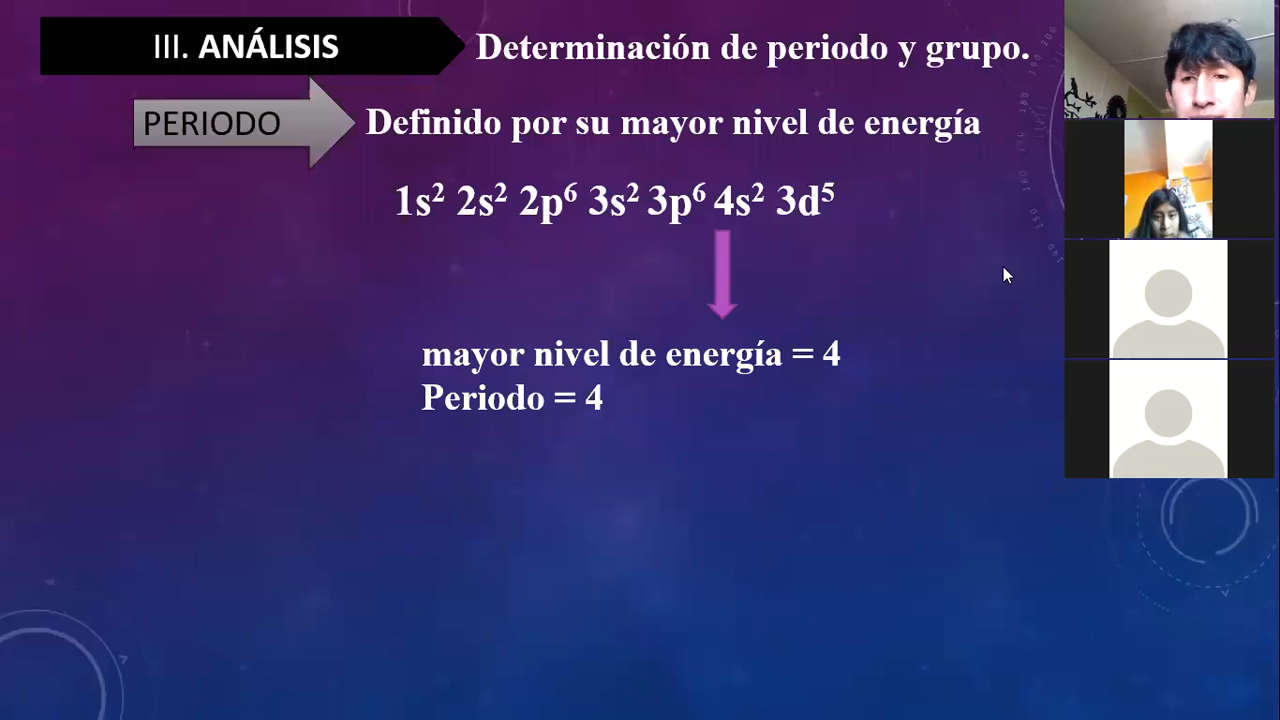 III. ANÁLISIS
Determinación de periodo y grupo.
PERIODO
Definido por su mayor nivel de energía
1s² 2s² 2p⁶ 3s² 3p⁶ 4s² 3d⁵
mayor nivel de energía = 4
Periodo = 4